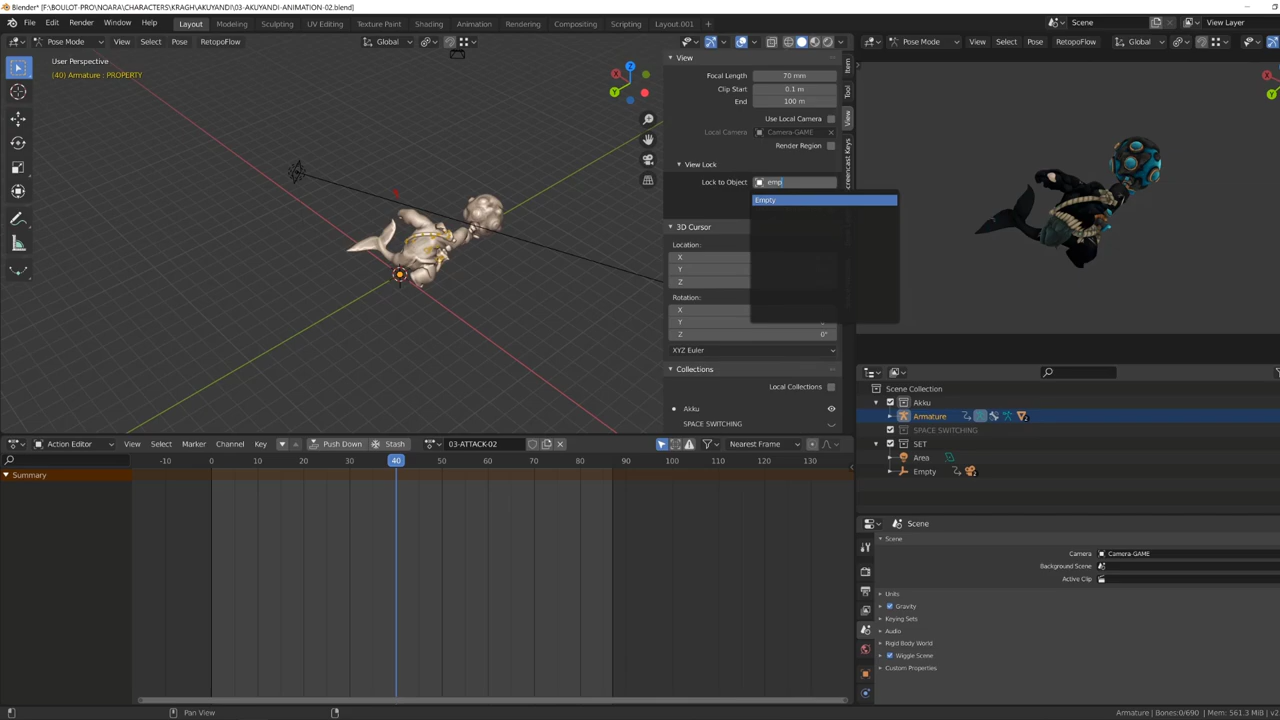 Blender* [F:\BOULOT-PRO\NOARA\CHARACTERS\KRAGH\AKUYANDI\03-AKUYANDI-ANIMATION-02.blend]
File Edit Render Window Help Layout Modeling Sculpting UV Editing Texture Paint Shading Animation Rendering Compositing Scripting Layout.001 + Scene View Layer
Pose Mode View Select Pose RetopoFlow Global
Pose Mode View Select Pose RetopoFlow Global
User Perspective
(40) Armature : PROPERTY
X Y Z
View
Focal Length 70 mm
Clip Start 0.1 m
End 100 m
Use Local Camera
Local Camera Camera-GAME
Render Region
View Lock
Lock to Object emp
Empty
3D Cursor
Location:
X
Y
Z
Rotation:
X
Y
Z 0°
XYZ Euler
Collections
Local Collections
Akku
SPACE SWITCHING
Item
Tool
View
Screencast Keys
Scene Collection
Akku
Armature
SPACE SWITCHING
SET
Area
Empty
Action Editor View Select Marker Channel Key Push Down Stash 03-ATTACK-02 Nearest Frame
-10 0 10 20 30 40 50 60 70 80 90 100 110 120 130
Summary
Scene
Scene
Camera Camera-GAME
Background Scene
Active Clip
Units
Gravity
Keying Sets
Audio
Rigid Body World
Wiggle Scene
Custom Properties
Pan View
Armature | Bones:0/690 | Mem: 561.3 MiB | v2